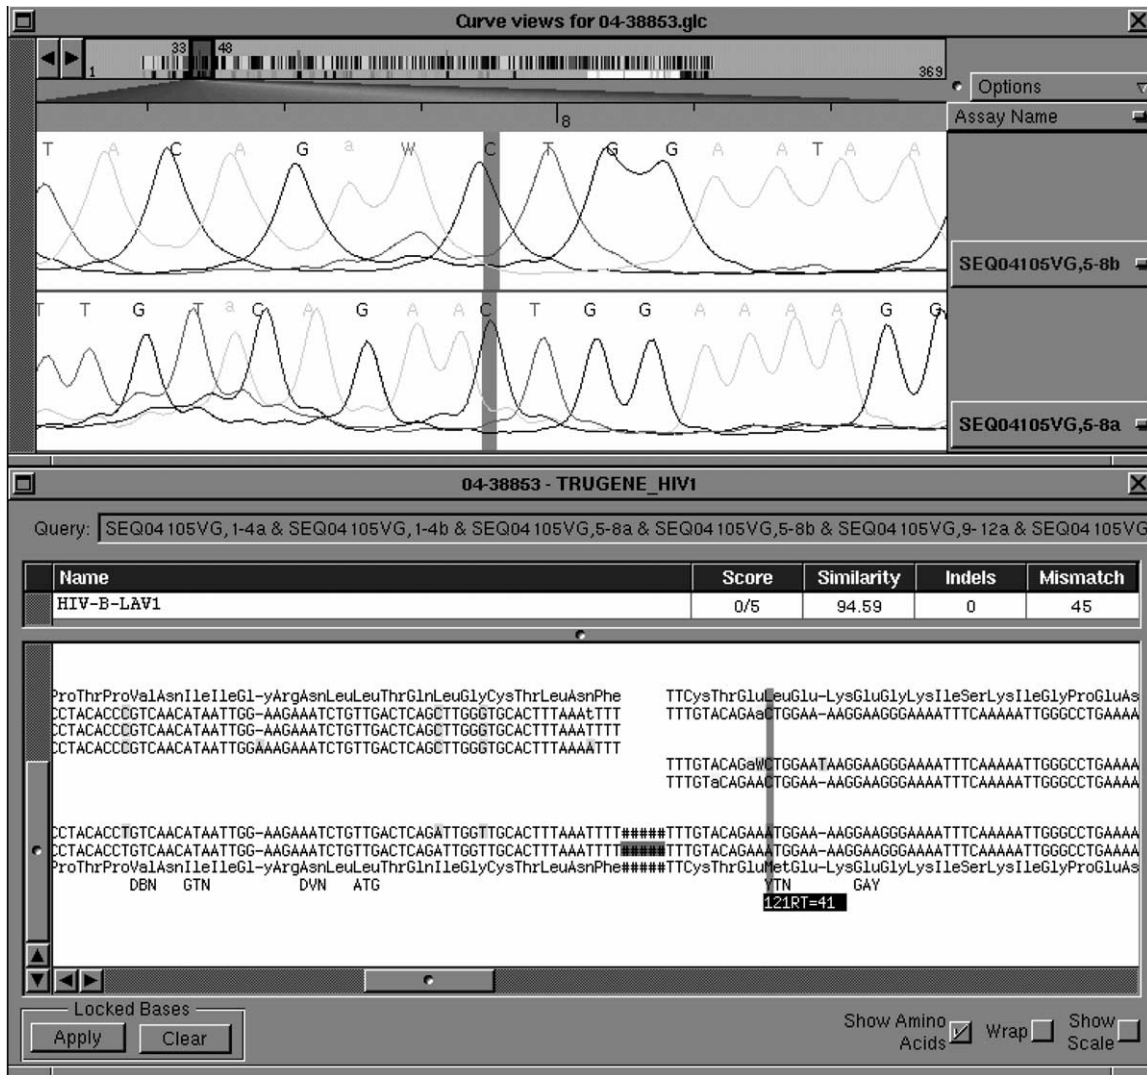 Curve views for 04-38853.glc
33 48
1 369
Options
8
Assay Name
T A C A G a W C T G G A A T A A
SEQ04105VG,5-8b
T T G T a C A G A A C T G G A A A A G G
SEQ04105VG,5-8a
04-38853 - TRUGENE_HIV1
Query: SEQ04105VG,1-4a & SEQ04105VG,1-4b & SEQ04105VG,5-8a & SEQ04105VG,5-8b & SEQ04105VG,9-12a & SEQ04105VG
Name Score Similarity Indels Mismatch
HIV-B-LAV1 0/5 94.59 0 45
ProThrProValAsnIleIleGl-yArgAsnLeuLeuThrGlnLeuGlyCysThrLeuAsnPhe TTCysThrGluLeuGlu-LysGluGlyLysIleSerLysIleGlyProGluAs
CCTACACCCGTCAACATAATTGG-AAGAAATCTGTTGACTCAGCTTGGGTGCACTTTAAAtTTT TTTGTACAGAaCTGGAA-AAGGAAGGGAAAATTTCAAAAATTGGGCCTGAAAA
CCTACACCCGTCAACATAATTGG-AAGAAATCTGTTGACTCAGCTTGGGTGCACTTTAAATTTT
CCTACACCCGTCAACATAATTGGAAAGAAATCTGTTGACTCAGCTTGGGTGCACTTTAAAATTT
TTTGTACAGaWCTGGAATAAGGAAGGGAAAATTTCAAAAATTGGGCCTGAAAA
TTTGTaCAGAACTGGAA-AAGGAAGGGAAAATTTCAAAAATTGGGCCTGAAAA
CCTACACCTGTCAACATAATTGG-AAGAAATCTGTTGACTCAGATTGGTTGCACTTTAAATTTT#####TTTGTACAGAAATGGAA-AAGGAAGGGAAAATTTCAAAAATTGGGCCTGAAAA
CCTACACCTGTCAACATAATTGG-AAGAAATCTGTTGACTCAGATTGGTTGCACTTTAAATTTT#####TTTGTACAGAAATGGAA-AAGGAAGGGAAAATTTCAAAAATTGGGCCTGAAAA
ProThrProValAsnIleIleGl-yArgAsnLeuLeuThrGlnIleGlyCysThrLeuAsnPhe#####TTCysThrGluMetGlu-LysGluGlyLysIleSerLysIleGlyProGluAs
DBN GTN DVN ATG YTN GAY
121RT=41
Locked Bases
Apply Clear
Show Amino Acids Wrap Show Scale